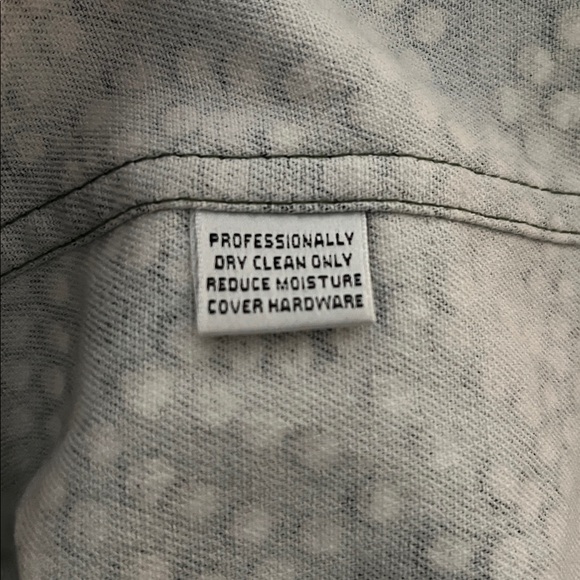 PROFESSIONALLY
DRY CLEAN ONLY
REDUCE MOISTURE
COVER HARDWARE